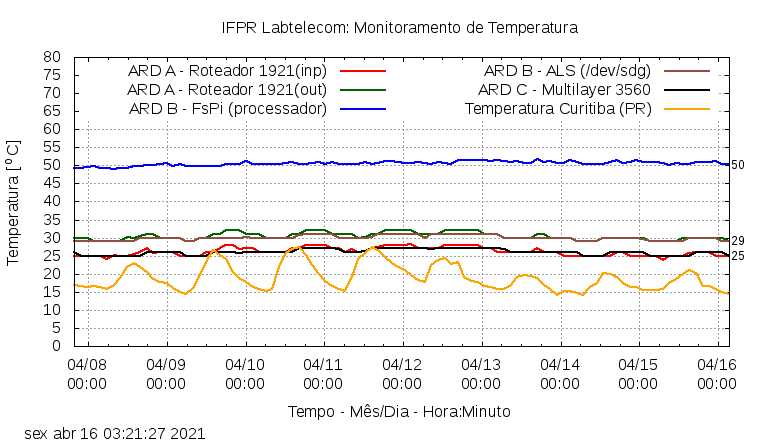 IFPR Labtelecom: Monitoramento de Temperatura
ARD A - Roteador 1921(inp)
ARD A - Roteador 1921(out)
ARD B - FsPi (processador)
ARD B - ALS (/dev/sdg)
ARD C - Multilayer 3560
Temperatura Curitiba (PR)
Temperatura [ºC]
80
75
70
65
60
55
50
45
40
35
30
25
20
15
10
5
0
50
29
25
04/08 04/09 04/10 04/11 04/12 04/13 04/14 04/15 04/16
00:00 00:00 00:00 00:00 00:00 00:00 00:00 00:00 00:00
Tempo - Mês/Dia - Hora:Minuto
sex abr 16 03:21:27 2021